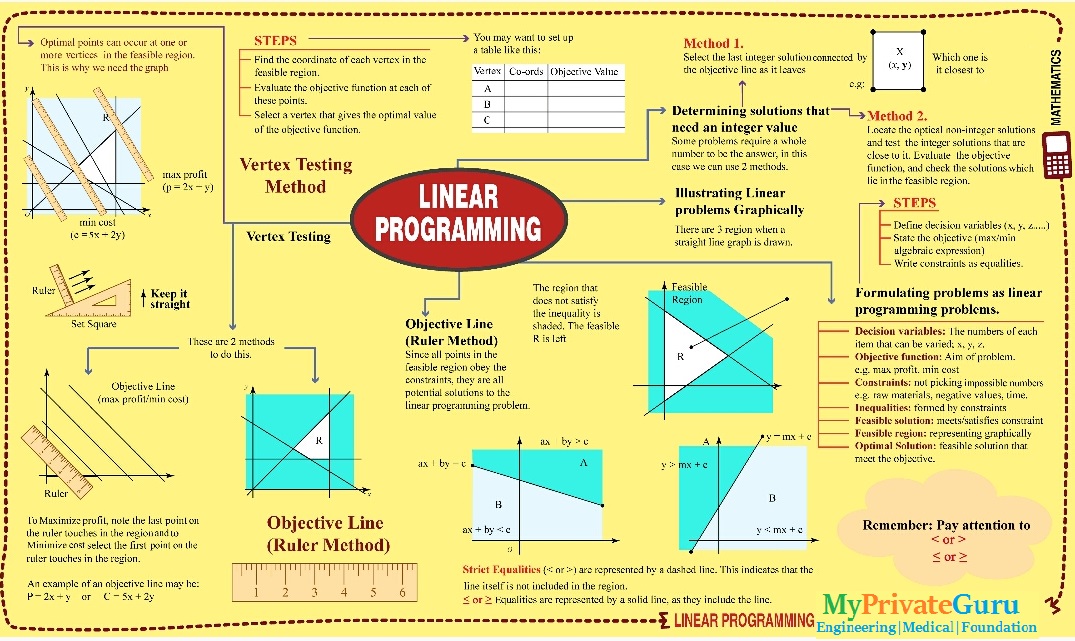 Optimal points can occur at one or
more vertices in the feasible region.
This is why we need the graph
y
R
x
max profit
(p = 2x – y)
min cost
(c = 5x + 2y)
STEPS
Find the coordinate of each vertex in the
feasible region.
Evaluate the objective function at each of
these points.
Select a vertex that gives the optimal value
of the objective function.
You may want to set up
a table like this:
Vertex Co-ords Objective Value
A
B
C
Vertex Testing
Method
Vertex Testing
LINEAR
PROGRAMMING
Method 1.
Select the last integer solution connected by
the objective line as it leaves
e.g:
X
(x, y)
Which one is
it closest to
MATHEMATICS
Determining solutions that
need an integer value
Some problems require a whole
number to be the answer, in this
case we can use 2 methods.
Method 2.
Locate the optical non-integer solutions
and test the integer solutions that are
close to it. Evaluate the objective
function, and check the solutions which
lie in the feasible region.
Illustrating Linear
problems Graphically
There are 3 region when a
straight line graph is drawn.
STEPS
Define decision variables (x, y, z.....)
State the objective (max/min
algebraic expression)
Write constraints as equalities.
Formulating problems as linear
programming problems.
Decision variables: The numbers of each
item that can be varied; x, y, z.
Objective function: Aim of problem.
e.g. max profit. min cost
Constraints: not picking impossible numbers
e.g. raw materials, negative values, time.
Inequalities: formed by constraints
Feasible solution: meets/satisfies constraint
Feasible region: representing graphically
Optimal Solution: feasible solution that
meet the objective.
Ruler
Set Square
Keep it
straight
These are 2 methods
to do this.
Objective Line
(max profit/min cost)
Ruler
y
R
x
Objective Line
(Ruler Method)
Since all points in the
feasible region obey the
constraints, they are all
potential solutions to the
linear programming problem.
The region that
does not satisfy
the inequality is
shaded. The feasible
R is left
Feasible
Region
R
To Maximize profit, note the last point on
the ruler touches in the region and to
Minimize cost select the first point on the
ruler touches in the region.
An example of an objective line may be:
P = 2x + y or C = 5x + 2y
Objective Line
(Ruler Method)
1 2 3 4 5 6
ax – by > c
ax + by – c
A
B
ax + by < c
o
A
y = mx + c
y > mx + c
B
y < mx + c
Strict Equalities (< or >) are represented by a dashed line. This indicates that the
line itself is not included in the region.
≤ or ≥ Equalities are represented by a solid line, as they include the line.
Remember: Pay attention to
< or >
≤ or ≥
Σ LINEAR PROGRAMMING
MyPrivateGuru
Engineering|Medical|Foundation